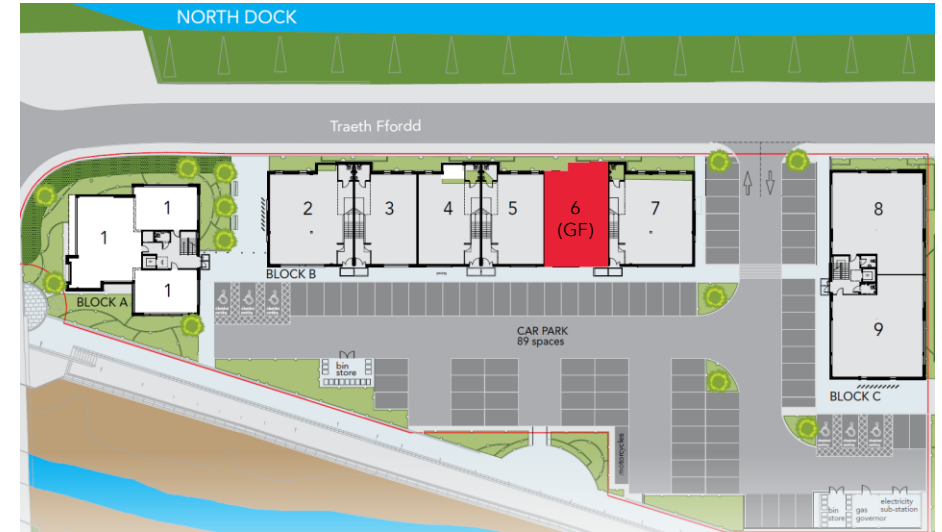 NORTH DOCK
Traeth Ffordd
1
1
1
1
BLOCK A
2
3
4
5
6
(GF)
7
BLOCK B
8
9
BLOCK C
CAR PARK
89 spaces
bin
store
motorcycles
bin
store
gas
governor
electricity
sub-station